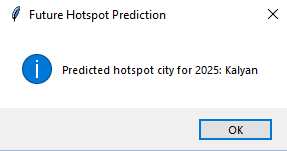 Future Hotspot Prediction
Predicted hotspot city for 2025: Kalyan
OK